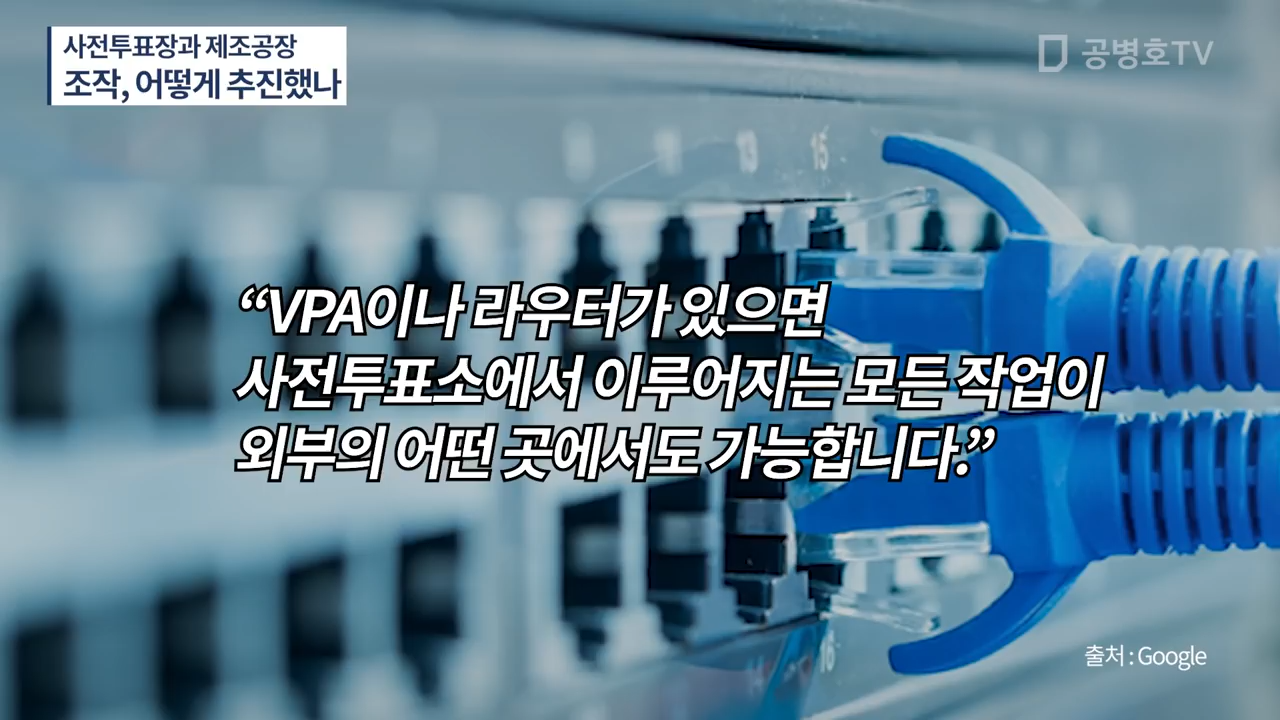 사전투표장과 제조공장
조작, 어떻게 추진했나
공병호TV
13
15
“VPA이나 라우터가 있으면
사전투표소에서 이루어지는 모든 작업이
외부의 어떤 곳에서도 가능합니다.”
16
출처 : Google